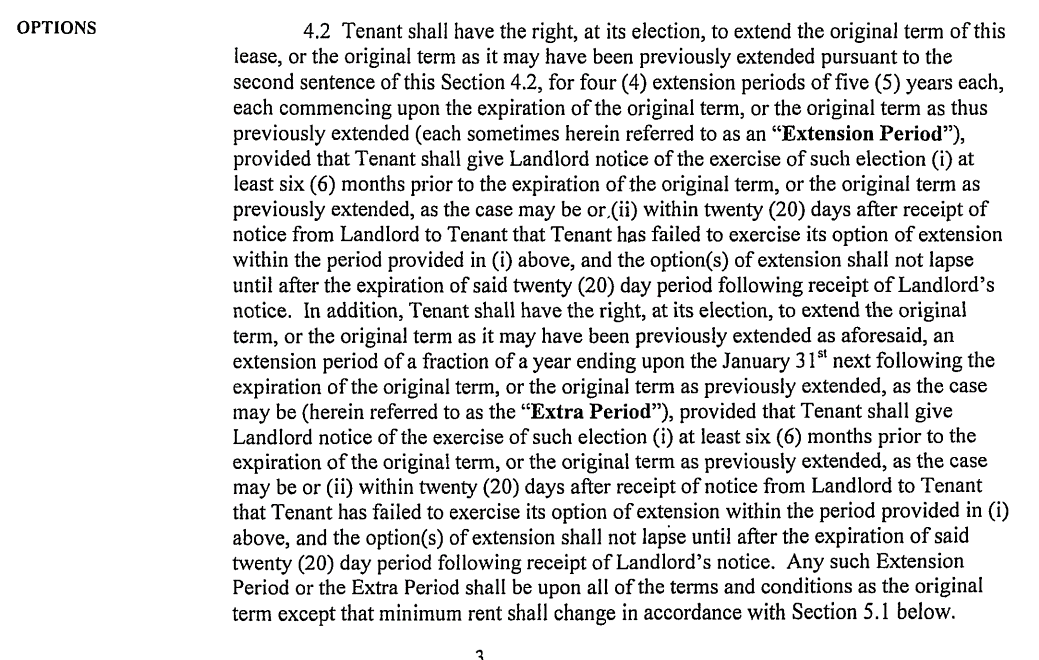 OPTIONS
4.2 Tenant shall have the right, at its election, to extend the original term of this
lease, or the original term as it may have been previously extended pursuant to the
second sentence of this Section 4.2, for four (4) extension periods of five (5) years each,
each commencing upon the expiration of the original term, or the original term as thus
previously extended (each sometimes herein referred to as an “Extension Period”),
provided that Tenant shall give Landlord notice of the exercise of such election (i) at
least six (6) months prior to the expiration of the original term, or the original term as
previously extended, as the case may be or (ii) within twenty (20) days after receipt of
notice from Landlord to Tenant that Tenant has failed to exercise its option of extension
within the period provided in (i) above, and the option(s) of extension shall not lapse
until after the expiration of said twenty (20) day period following receipt of Landlord’s
notice. In addition, Tenant shall have the right, at its election, to extend the original
term, or the original term as it may have been previously extended as aforesaid, an
extension period of a fraction of a year ending upon the January 31st next following the
expiration of the original term, or the original term as previously extended, as the case
may be (herein referred to as the “Extra Period”), provided that Tenant shall give
Landlord notice of the exercise of such election (i) at least six (6) months prior to the
expiration of the original term, or the original term as previously extended, as the case
may be or (ii) within twenty (20) days after receipt of notice from Landlord to Tenant
that Tenant has failed to exercise its option of extension within the period provided in (i)
above, and the option(s) of extension shall not lapse until after the expiration of said
twenty (20) day period following receipt of Landlord’s notice. Any such Extension
Period or the Extra Period shall be upon all of the terms and conditions as the original
term except that minimum rent shall change in accordance with Section 5.1 below.
3